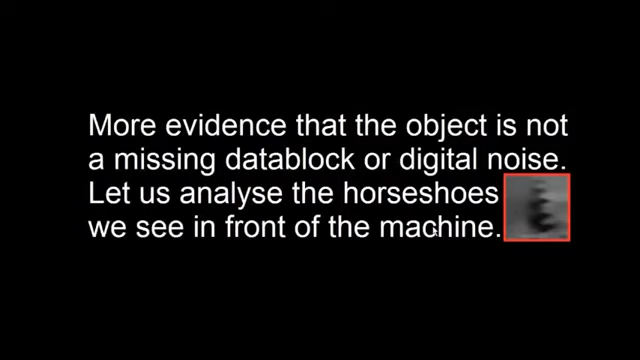 More evidence that the object is not
a missing datablock or digital noise.
Let us analyse the horseshoes
we see in front of the machine.